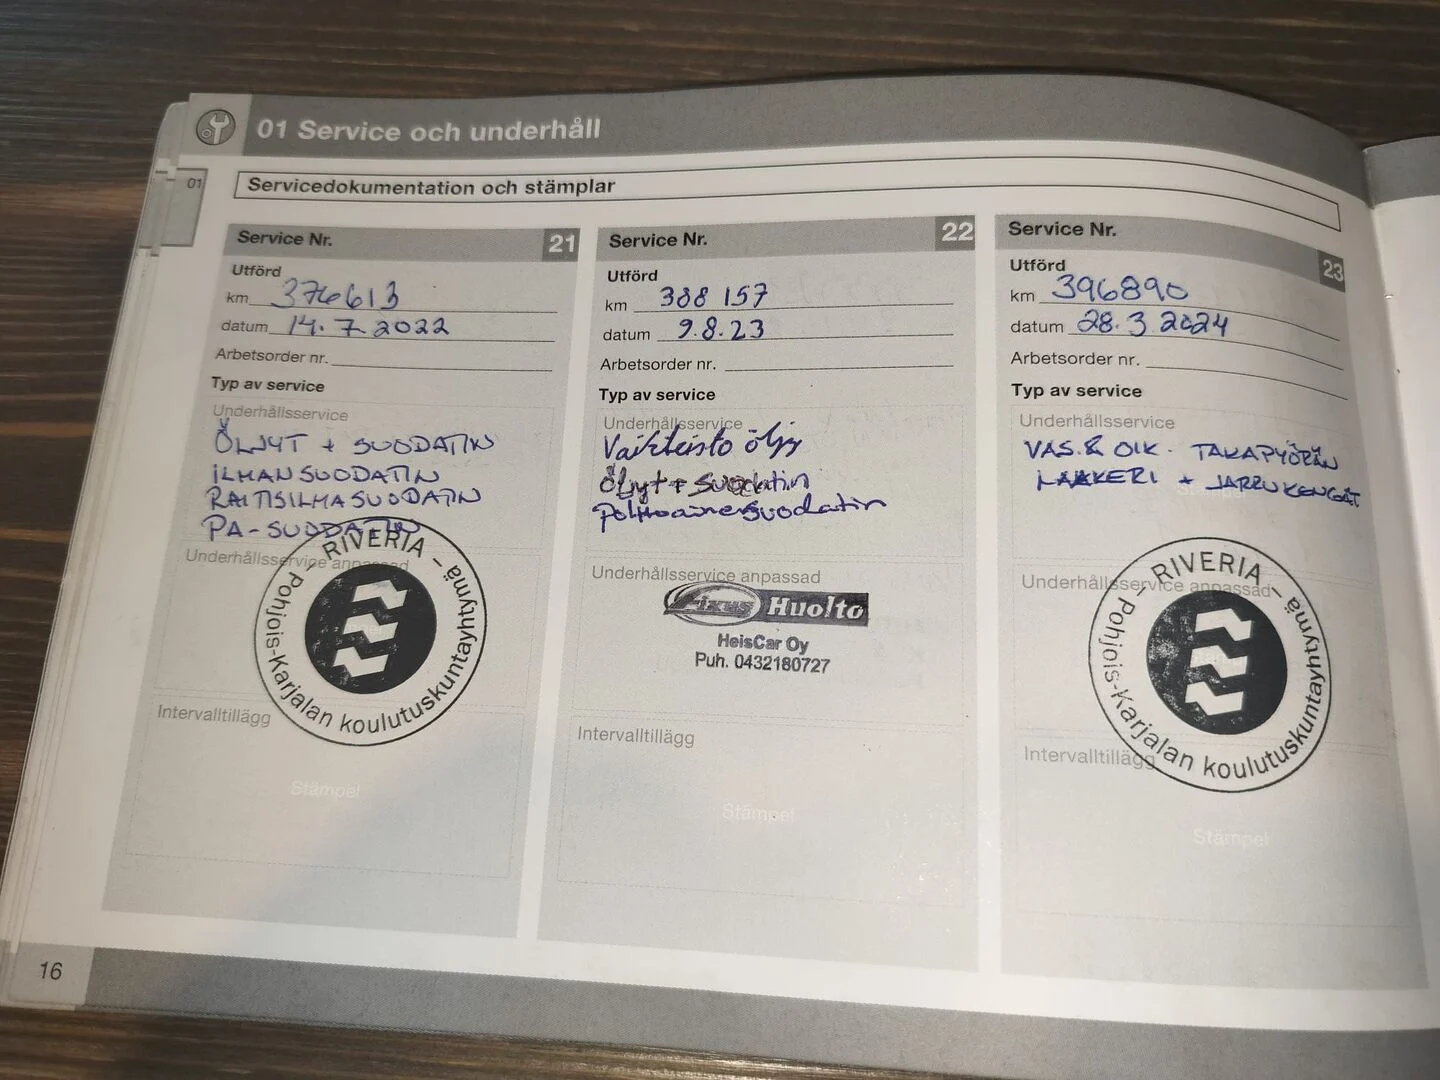 01 Service och underhåll
01
Servicedokumentation och stämplar
Service Nr. 21
Utförd
km 376613
datum 14.7.2022
Arbetsorder nr.
Typ av service
Underhållsservice
ÖLJYT + SUODATIN
ILMANSUODATIN
RAITISILMASUODATIN
PA-SUODATIN
Underhållsservice anpassad
RIVERIA
– Pohjois-Karjalan koulutuskuntayhtymä –
Intervalltillägg
Stämpel
Service Nr. 22
Utförd
km 388 157
datum 9.8.23
Arbetsorder nr.
Typ av service
Underhållsservice
Vaihteisto öljy
Öljyt + suodatin
Polttoainesuodatin
Underhållsservice anpassad
Fixus Huolto
HeisCar Oy
Puh. 0432180727
Intervalltillägg
Stämpel
Service Nr. 23
Utförd
km 396890
datum 28.3.2024
Arbetsorder nr.
Typ av service
Underhållsservice
VAS. & OIK. TAKAPYÖRÄN
LAAKERI + JARRUKENGÄT
Underhållsservice anpassad
RIVERIA
– Pohjois-Karjalan koulutuskuntayhtymä –
Intervalltillägg
Stämpel
16